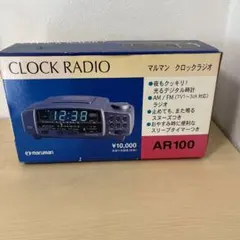 CLOCK RADIO
マルマン クロックラジオ
●夜もクッキリ!
光るデジタル時計
●AM/FM(TV1〜3ch対応)
ラジオ
●止めても、また鳴る
スヌーズつき
●おやすみ時に便利な
スリープタイマーつき
12:38
¥10,000
maruman
AR100